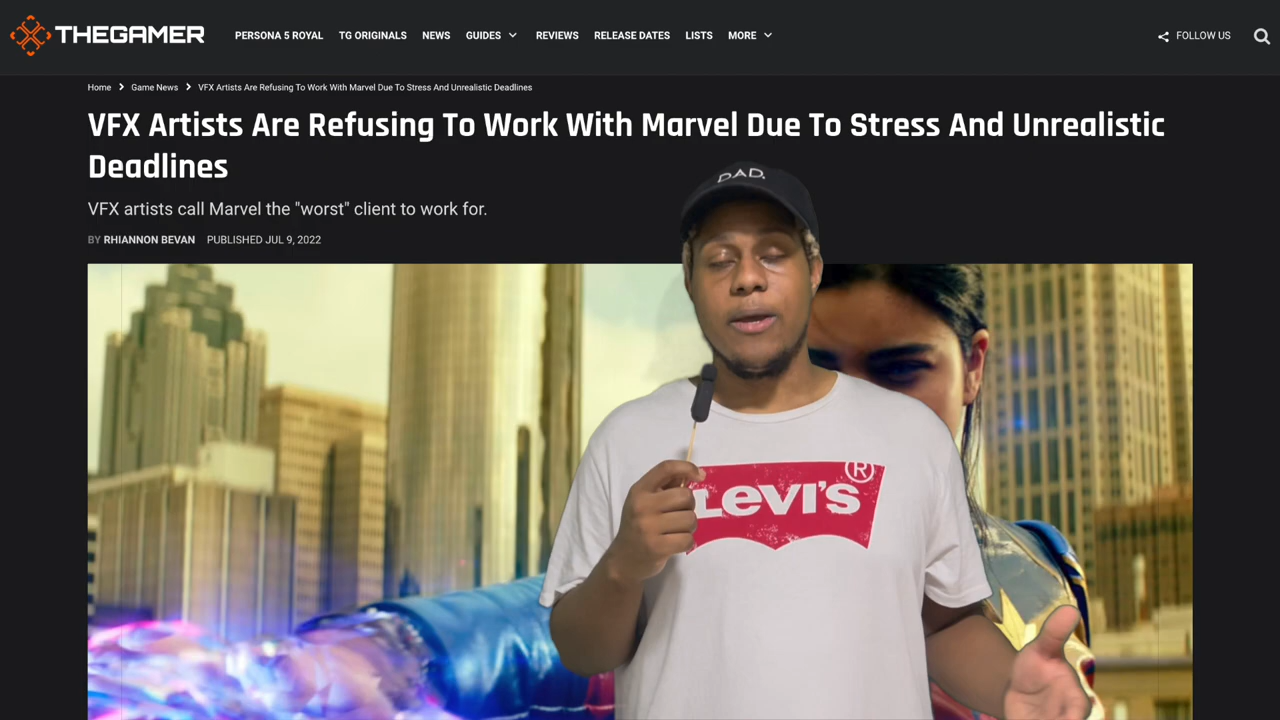 THEGAMER
PERSONA 5 ROYAL TG ORIGINALS NEWS GUIDES REVIEWS RELEASE DATES LISTS MORE FOLLOW US
Home Game News VFX Artists Are Refusing To Work With Marvel Due To Stress And Unrealistic Deadlines
VFX Artists Are Refusing To Work With Marvel Due To Stress And Unrealistic
Deadlines
VFX artists call Marvel the "worst" client to work for.
BY RHIANNON BEVAN PUBLISHED JUL 9, 2022
DAD.
LEVI'S ®